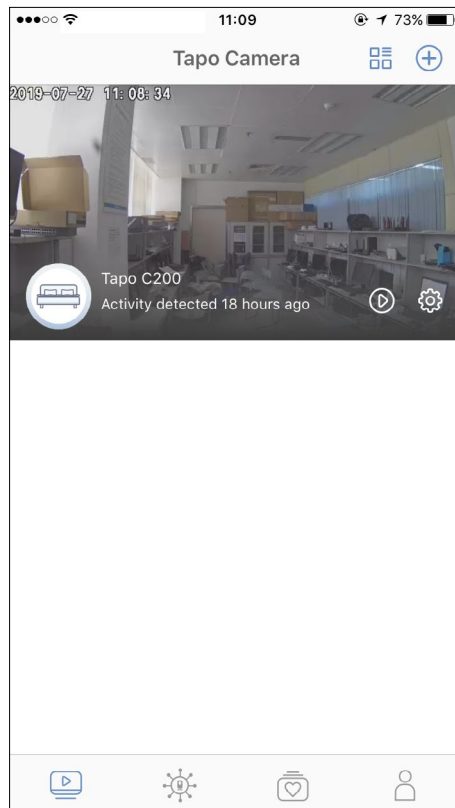 11:09
73%
Tapo Camera
2019-07-27 11:08:34
Tapo C200
Activity detected 18 hours ago